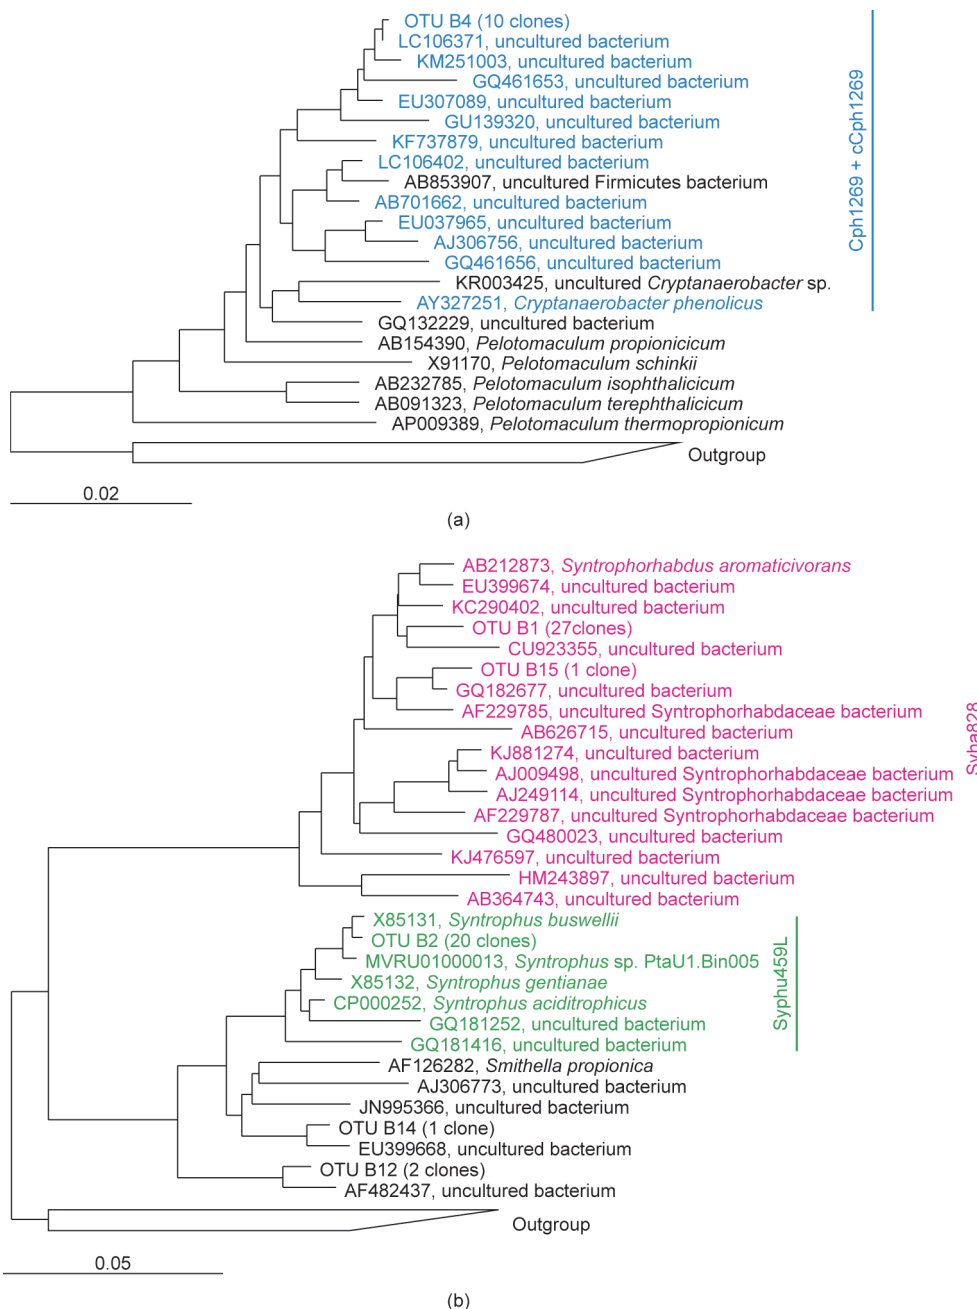 OTU B4 (10 clones)
LC106371, uncultured bacterium
KM251003, uncultured bacterium
GQ461653, uncultured bacterium
EU307089, uncultured bacterium
GU139320, uncultured bacterium
KF737879, uncultured bacterium
LC106402, uncultured bacterium
AB853907, uncultured Firmicutes bacterium
AB701662, uncultured bacterium
EU037965, uncultured bacterium
AJ306756, uncultured bacterium
GQ461656, uncultured bacterium
KR003425, uncultured Cryptanaerobacter sp.
AY327251, Cryptanaerobacter phenolicus
Cph1269 + cCph1269
GQ132229, uncultured bacterium
AB154390, Pelotomaculum propionicicum
X91170, Pelotomaculum schinkii
AB232785, Pelotomaculum isophthalicicum
AB091323, Pelotomaculum terephthalicicum
AP009389, Pelotomaculum thermopropionicum
Outgroup
0.02
(a)
AB212873, Syntrophorhabdus aromaticivorans
EU399674, uncultured bacterium
KC290402, uncultured bacterium
OTU B1 (27clones)
CU923355, uncultured bacterium
OTU B15 (1 clone)
GQ182677, uncultured bacterium
AF229785, uncultured Syntrophorhabdaceae bacterium
AB626715, uncultured bacterium
KJ881274, uncultured bacterium
AJ009498, uncultured Syntrophorhabdaceae bacterium
AJ249114, uncultured Syntrophorhabdaceae bacterium
AF229787, uncultured Syntrophorhabdaceae bacterium
GQ480023, uncultured bacterium
KJ476597, uncultured bacterium
HM243897, uncultured bacterium
AB364743, uncultured bacterium
Syba828
X85131, Syntrophus buswellii
OTU B2 (20 clones)
MVRU01000013, Syntrophus sp. PtaU1.Bin005
X85132, Syntrophus gentianae
CP000252, Syntrophus aciditrophicus
GQ181252, uncultured bacterium
GQ181416, uncultured bacterium
Syphu459L
AF126282, Smithella propionica
AJ306773, uncultured bacterium
JN995366, uncultured bacterium
OTU B14 (1 clone)
EU399668, uncultured bacterium
OTU B12 (2 clones)
AF482437, uncultured bacterium
Outgroup
0.05
(b)